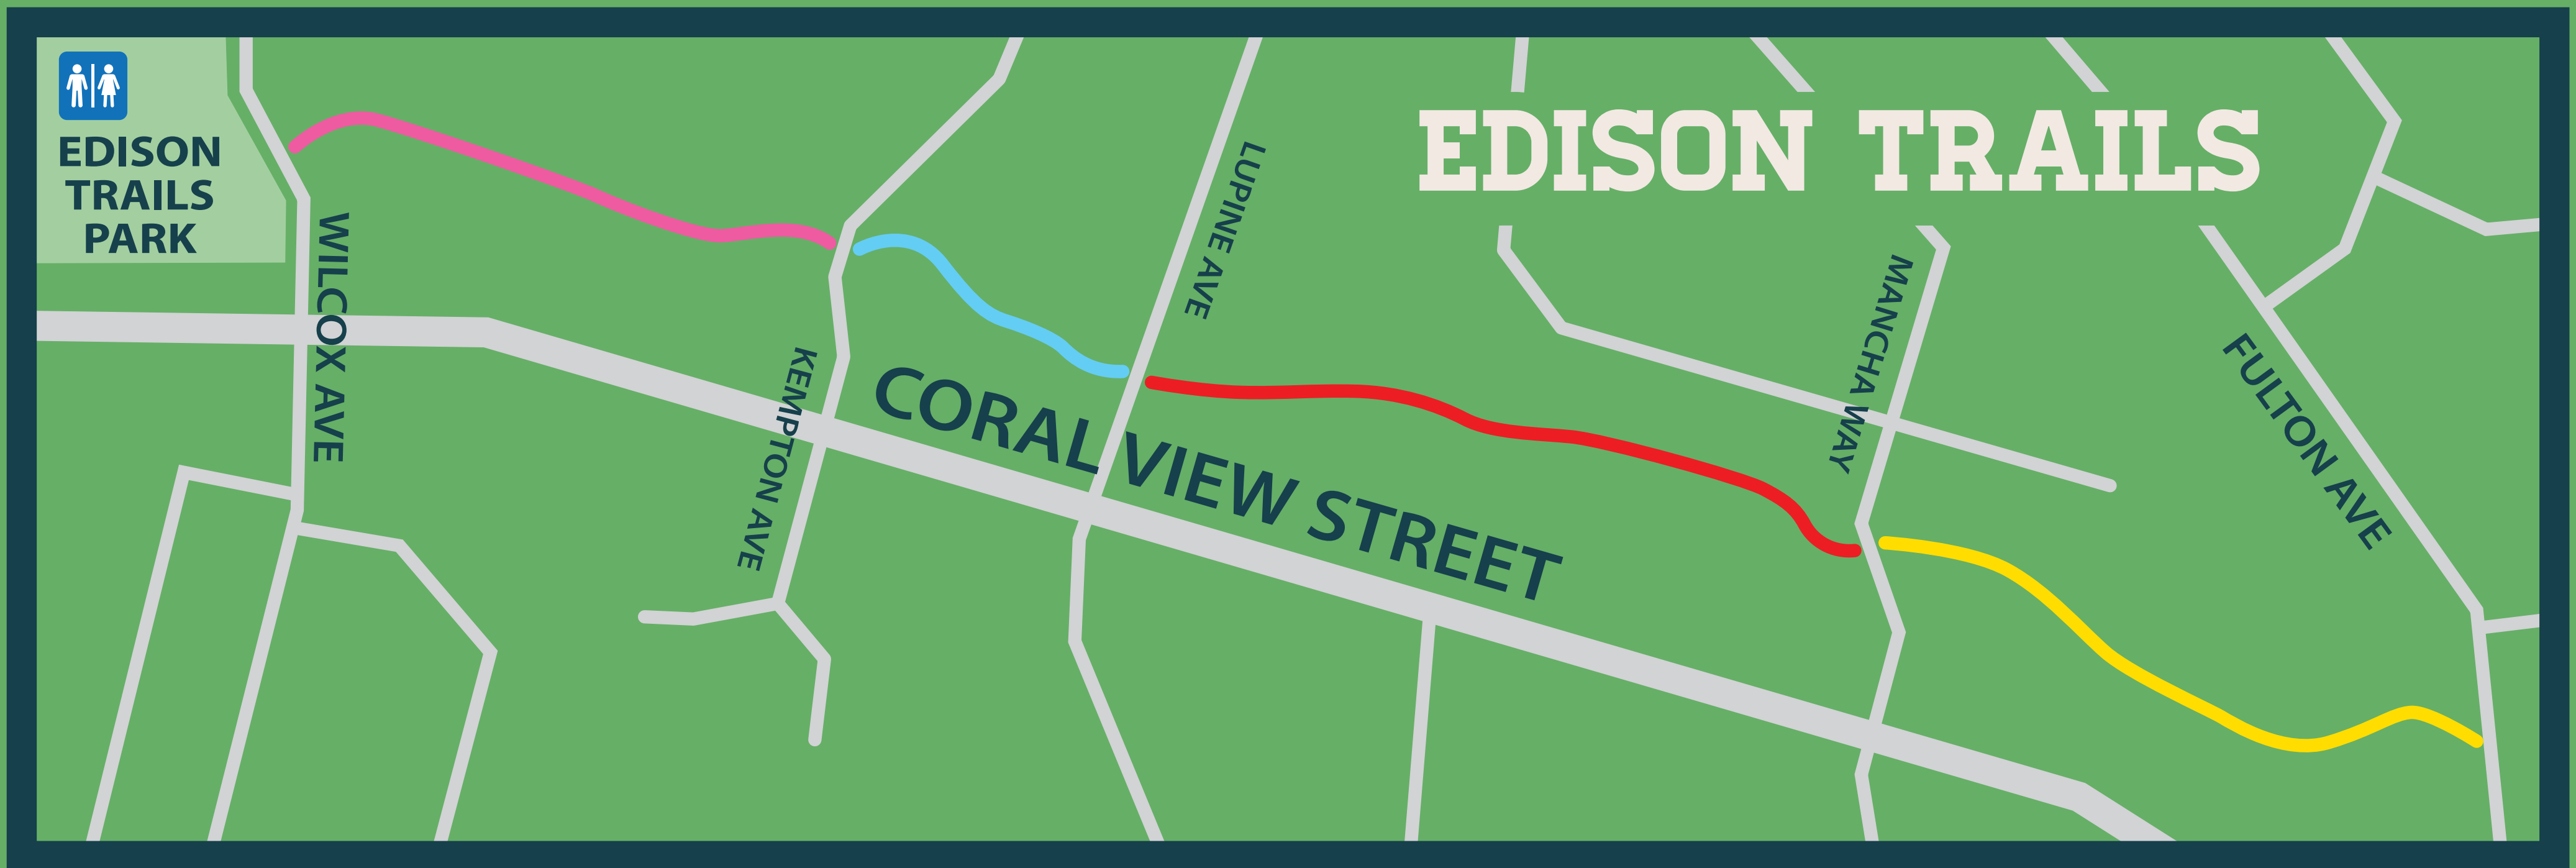 EDISON
TRAILS
PARK
EDISON TRAILS
WILCOX AVE
KEMPTON AVE
LUPINE AVE
CORAL VIEW STREET
MANCHA WAY
FULTON AVE